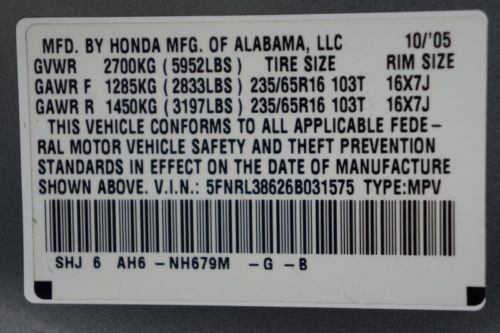 MFD. BY HONDA MFG. OF ALABAMA, LLC 10/'05
GVWR 2700KG (5952LBS) TIRE SIZE RIM SIZE
GAWR F 1285KG (2833LBS) 235/65R16 103T 16X7J
GAWR R 1450KG (3197LBS) 235/65R16 103T 16X7J
THIS VEHICLE CONFORMS TO ALL APPLICABLE FEDE-
RAL MOTOR VEHICLE SAFETY AND THEFT PREVENTION
STANDARDS IN EFFECT ON THE DATE OF MANUFACTURE
SHOWN ABOVE. V.I.N.: 5FNRL38626B031575 TYPE:MPV
SHJ 6 AH6-NH679M -G-B